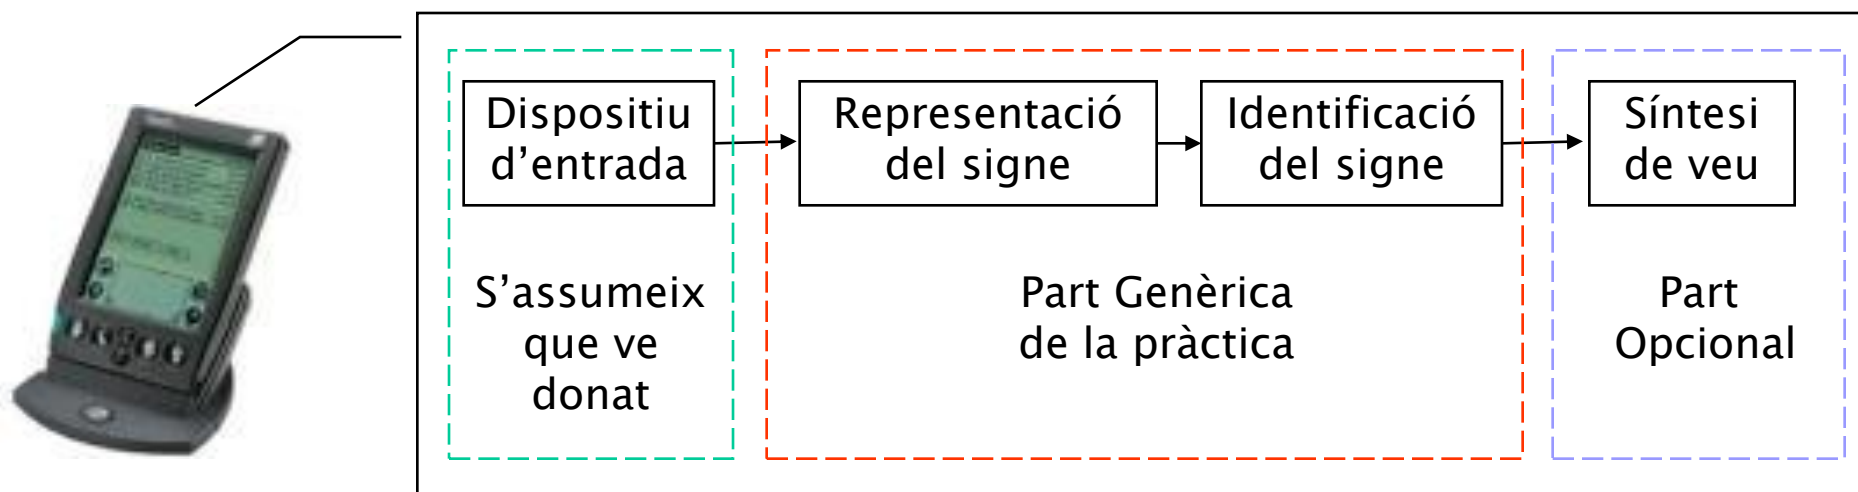 Dispositiu
d’entrada
Representació
del signe
Identificació
del signe
Síntesi
de veu
S’assumeix
que ve
donat
Part Genèrica
de la pràctica
Part
Opcional